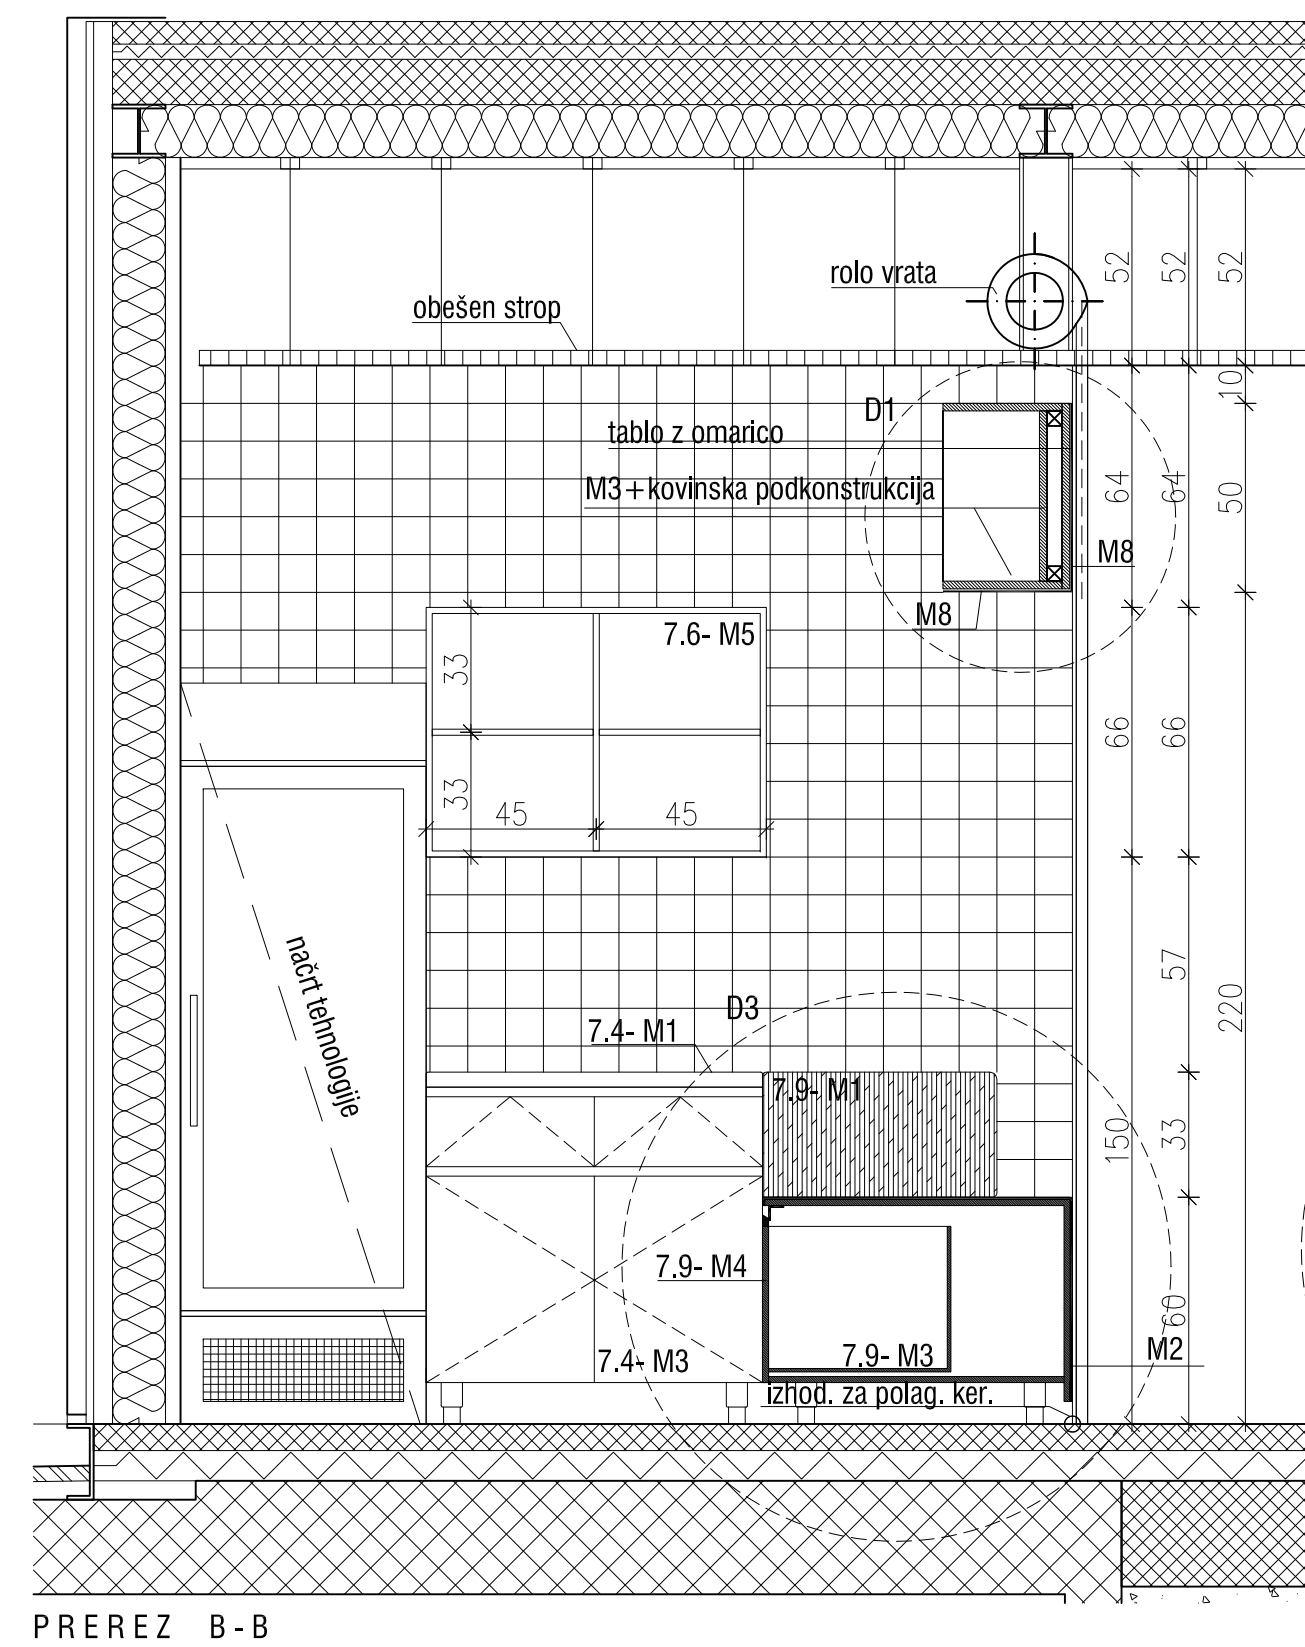 rolo vrata
52
52
52
obešen strop
10
D1
tablo z omarico
M3+kovinska podkonstrukcija
64
64
50
M8
M8
7.6- M5
33
66
66
33
45
45
načrt tehnologije
57
220
D3
7.4- M1
7.9- M1
150
33
7.9- M4
60
7.4- M3
7.9- M3
M2
izhod. za polag. ker.
PREREZ B-B